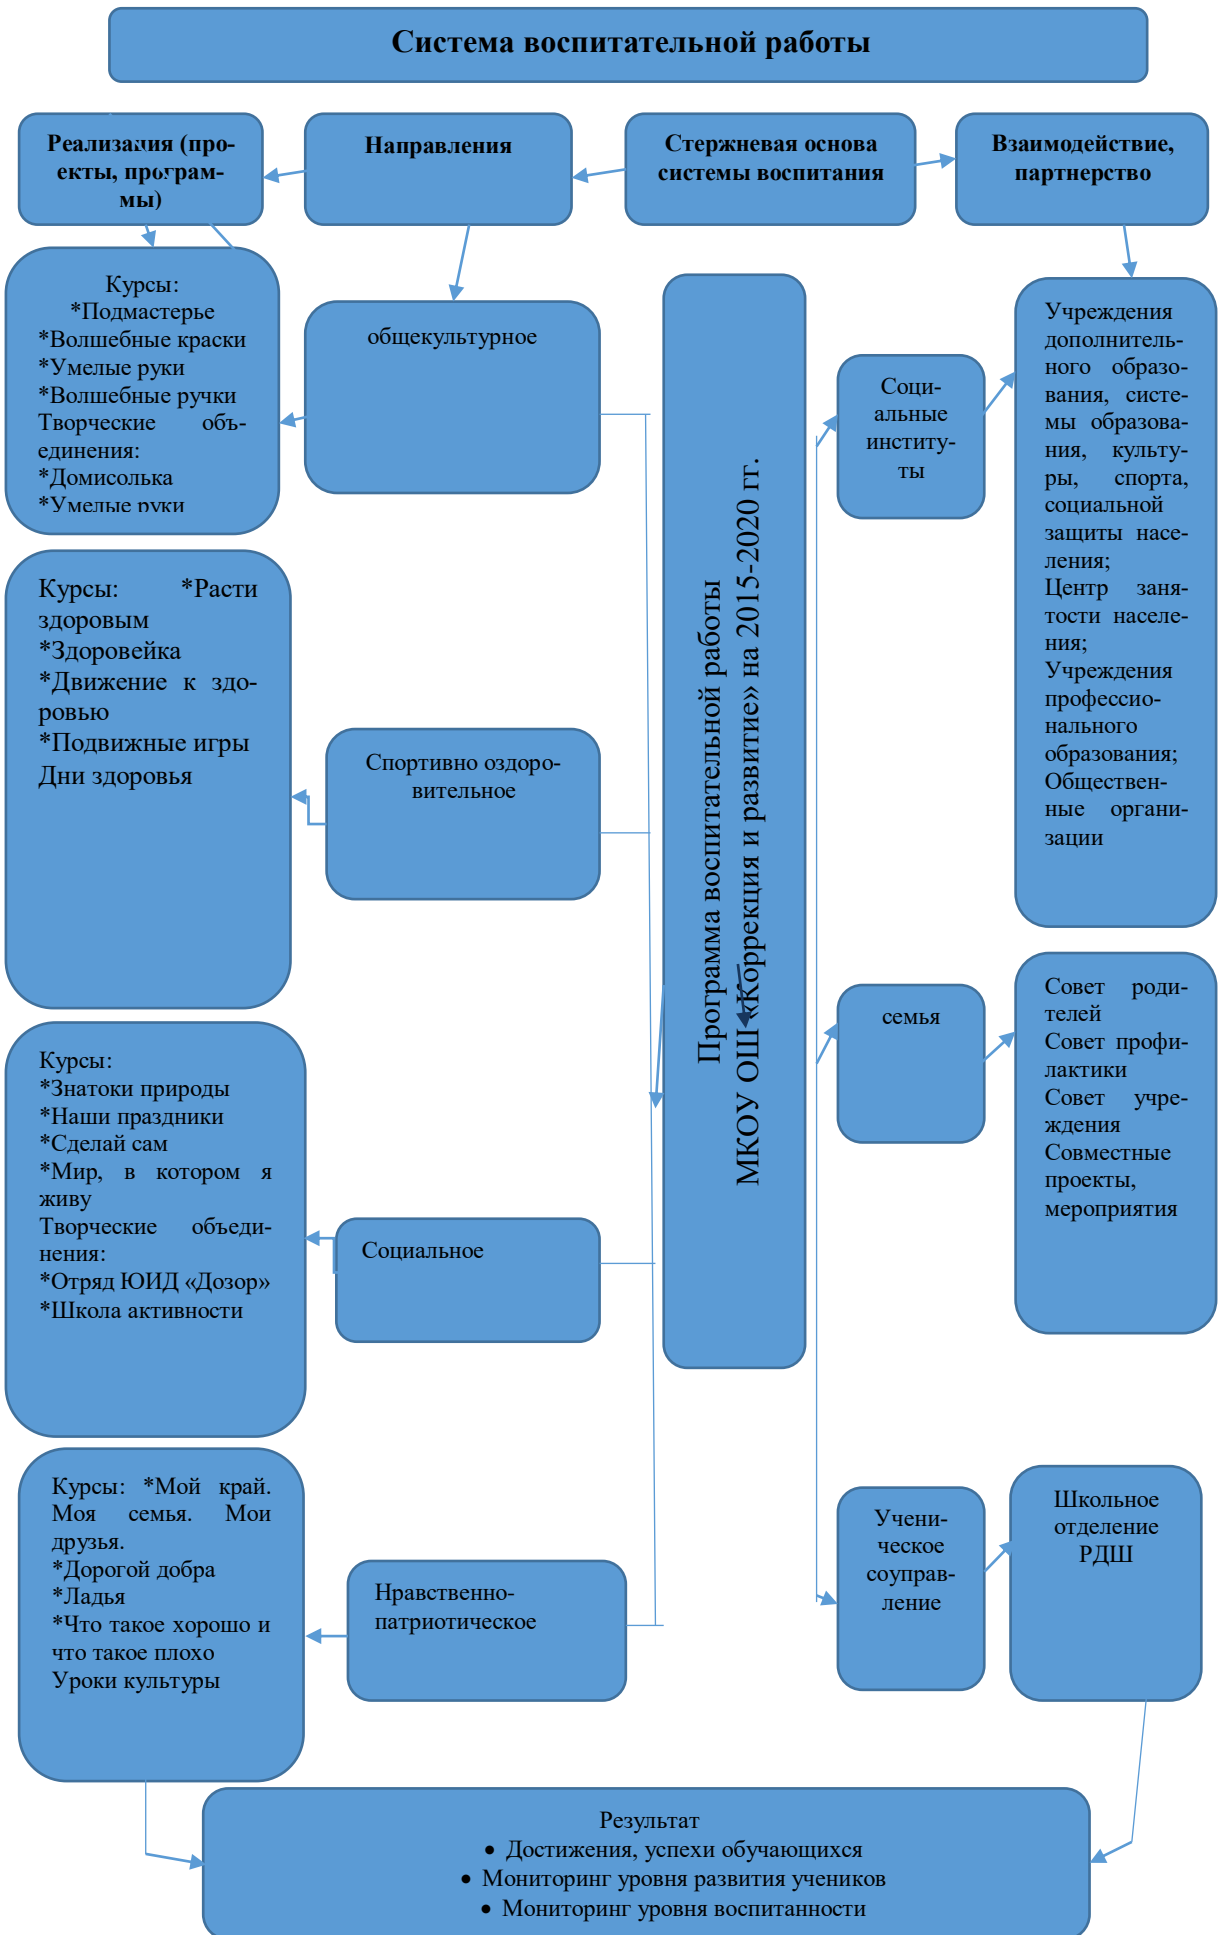 Система воспитательной работы
Реализация (про-
екты, програм-
мы)
Направления
Стержневая основа
системы воспитания
Взаимодействие,
партнерство
Курсы:
*Подмастерье
*Волшебные краски
*Умелые руки
*Волшебные ручки
Творческие объ-
единения:
*Домисолька
*Умелые руки
общекультурное
Курсы: *Расти
здоровым
*Здоровейка
*Движение к здо-
ровью
*Подвижные игры
Дни здоровья
Спортивно оздоро-
вительное
Курсы:
*Знатоки природы
*Наши праздники
*Сделай сам
*Мир, в котором я
живу
Творческие объеди-
нения:
*Отряд ЮИД «Дозор»
*Школа активности
Социальное
Курсы: *Мой край.
Моя семья. Мои
друзья.
*Дорогой добра
*Ладья
*Что такое хорошо и
что такое плохо
Уроки культуры
Нравственно-
патриотическое
Программа воспитательной работы
МКОУ ОШ «Коррекция и развитие» на 2015-2020 гг.
Соци-
альные
институ-
ты
Учреждения
дополнитель-
ного образо-
вания, систе-
мы образова-
ния, культу-
ры, спорта,
социальной
защиты насе-
ления;
Центр заня-
тости населе-
ния;
Учреждения
профессио-
нального
образования;
Обществен-
ные органи-
зации
семья
Совет роди-
телей
Совет профи-
лактики
Совет учре-
ждения
Совместные
проекты,
мероприятия
Учени-
ческое
соуправ-
ление
Школьное
отделение
РДШ
Результат
• Достижения, успехи обучающихся
• Мониторинг уровня развития учеников
• Мониторинг уровня воспитанности